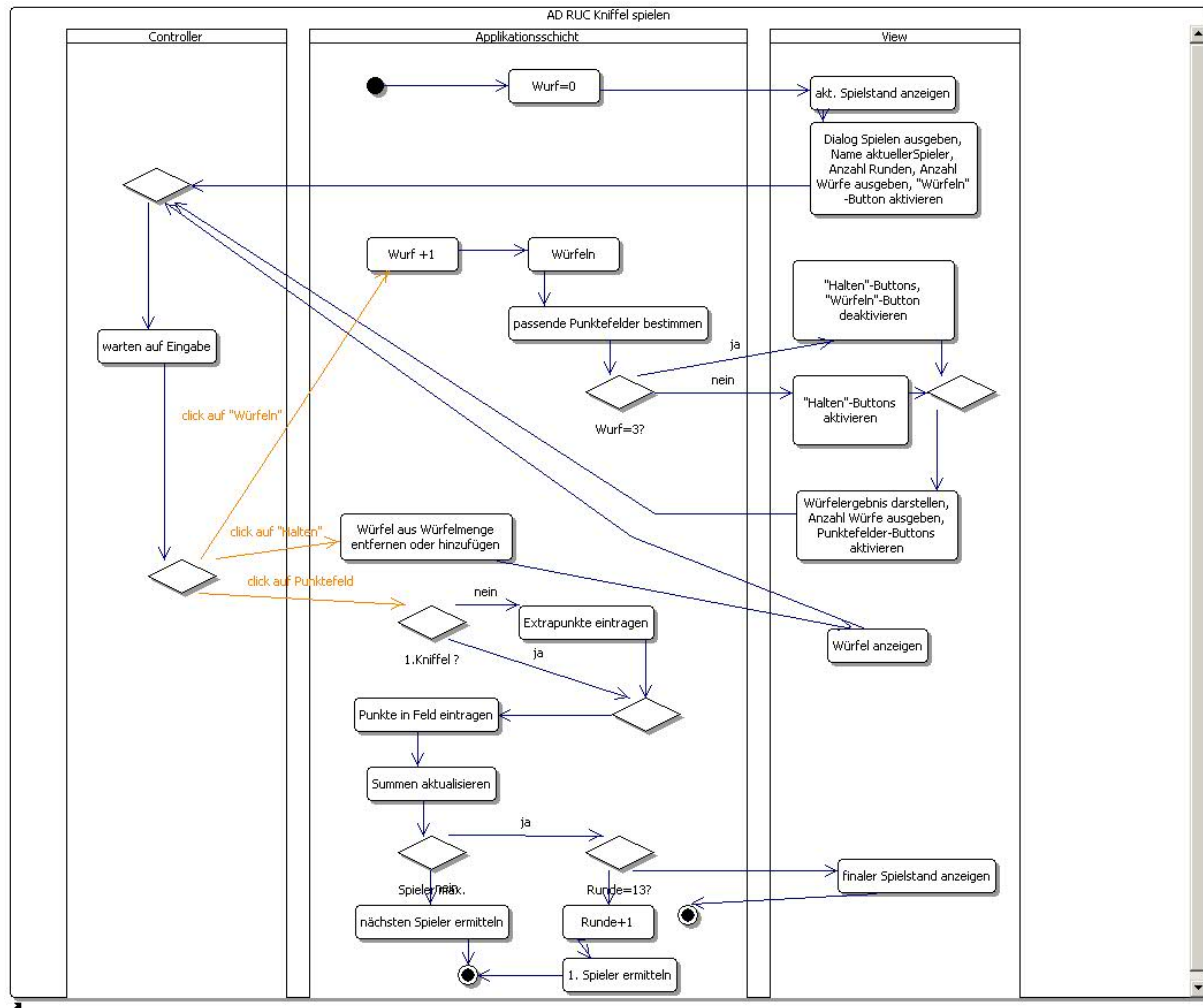 AD RUC Kniffel spielen
Controller
Applikationsschicht
View
Wurf=0
akt. Spielstand anzeigen
Dialog Spielen ausgeben,
Name aktuellerSpieler,
Anzahl Runden, Anzahl
Würfe ausgeben, "Würfeln"
-Button aktivieren
Wurf +1
Würfeln
"Halten"-Buttons,
"Würfeln"-Button
deaktivieren
passende Punktefelder bestimmen
warten auf Eingabe
ja
nein
"Halten"-Buttons
aktivieren
click auf "Würfeln"
Wurf=3?
Würfelergebnis darstellen,
Anzahl Würfe ausgeben,
Punktefelder-Buttons
aktivieren
click auf "Halten"
Würfel aus Würfelmenge
entfernen oder hinzufügen
click auf Punktefeld
nein
Extrapunkte eintragen
1.Kniffel ?
ja
Würfel anzeigen
Punkte in Feld eintragen
Summen aktualisieren
ja
Spieler max.
nein
Runde=13?
finaler Spielstand anzeigen
nächsten Spieler ermitteln
Runde+1
1. Spieler ermitteln